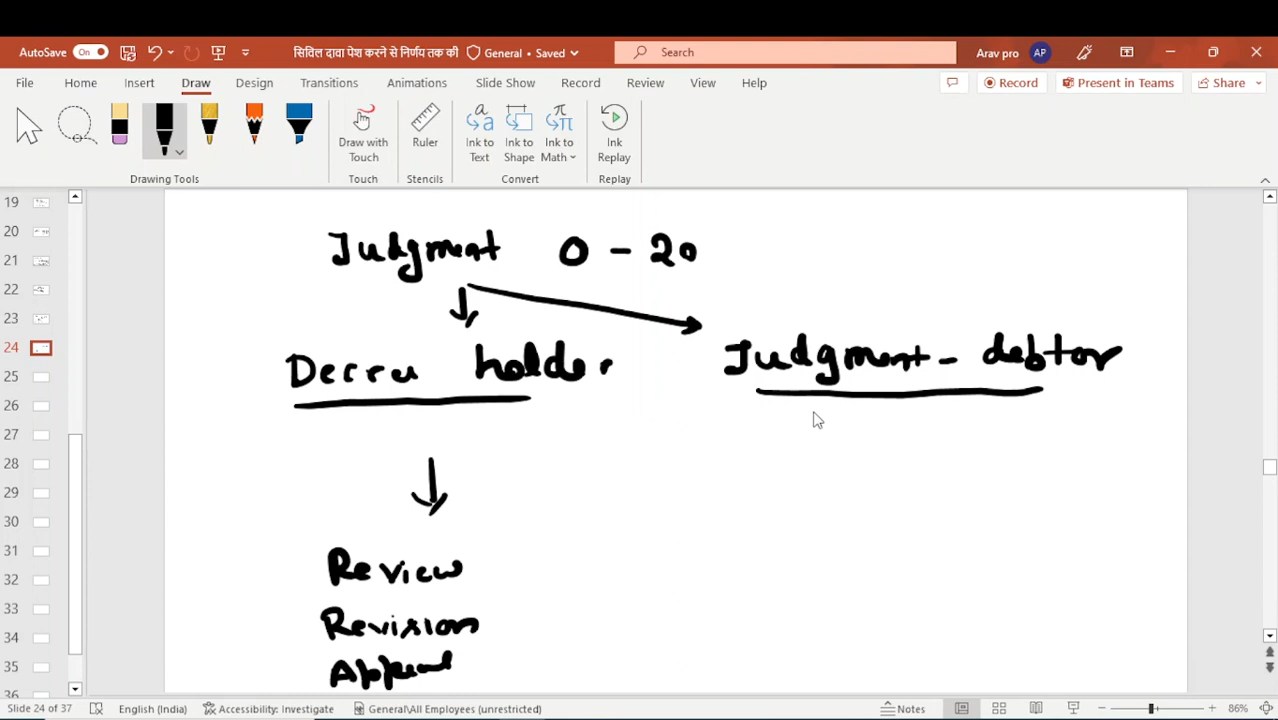 AutoSave On सिविल दावा पेश करने से निर्णय तक की General • Saved Search Arav pro AP
File Home Insert Draw Design Transitions Animations Slide Show Record Review View Help Record Present in Teams Share
Draw with Touch Ruler Ink to Text Ink to Shape Ink to Math Ink Replay
Drawing Tools Touch Stencils Convert Replay
19
20
21
22
23
24
25
26
27
28
29
30
31
32
33
34
35
36
Judgment 0 - 20
Decree holder Judgment - debtor
Review
Revision
Appeal
Slide 24 of 37 English (India) Accessibility: Investigate General\All Employees (unrestricted) Notes 86%